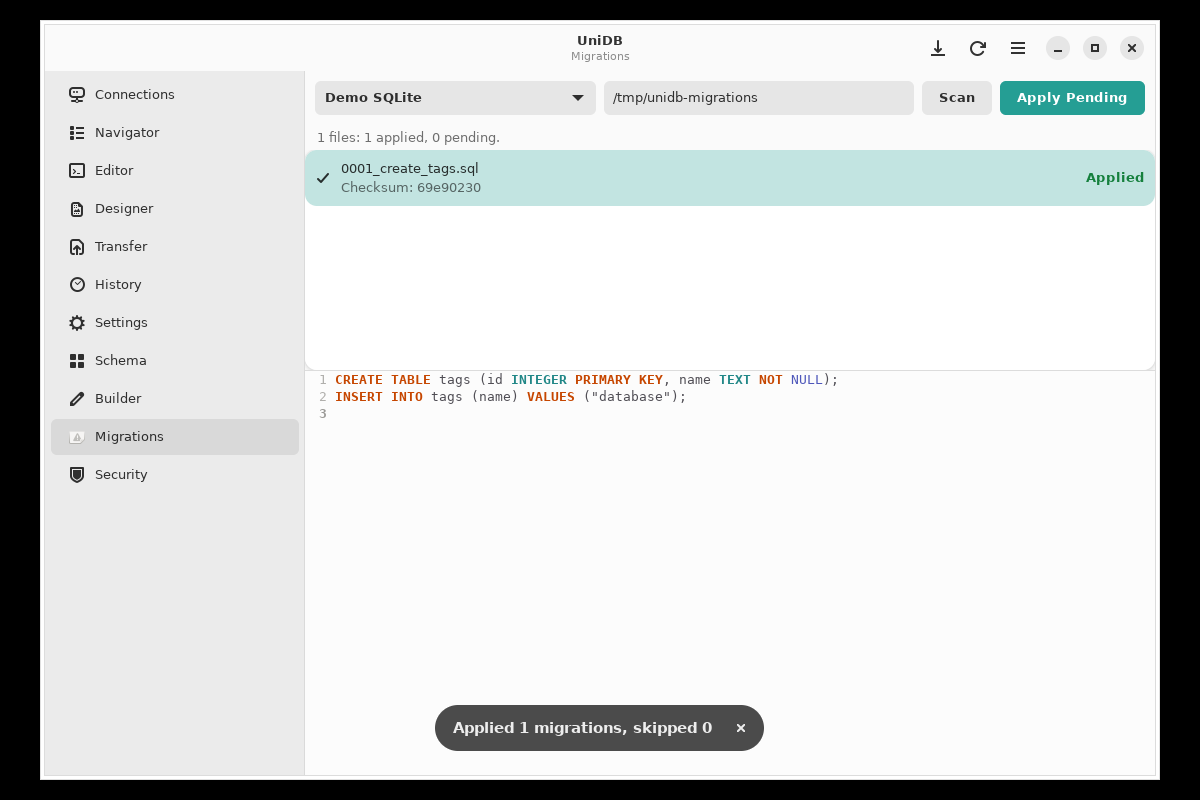 UniDB
Migrations
Connections
Navigator
Editor
Designer
Transfer
History
Settings
Schema
Builder
Migrations
Security
Demo SQLite
/tmp/unidb-migrations
Scan
Apply Pending
1 files: 1 applied, 0 pending.
0001_create_tags.sql
Checksum: 69e90230
Applied
1 CREATE TABLE tags (id INTEGER PRIMARY KEY, name TEXT NOT NULL);
2 INSERT INTO tags (name) VALUES ("database");
3
Applied 1 migrations, skipped 0